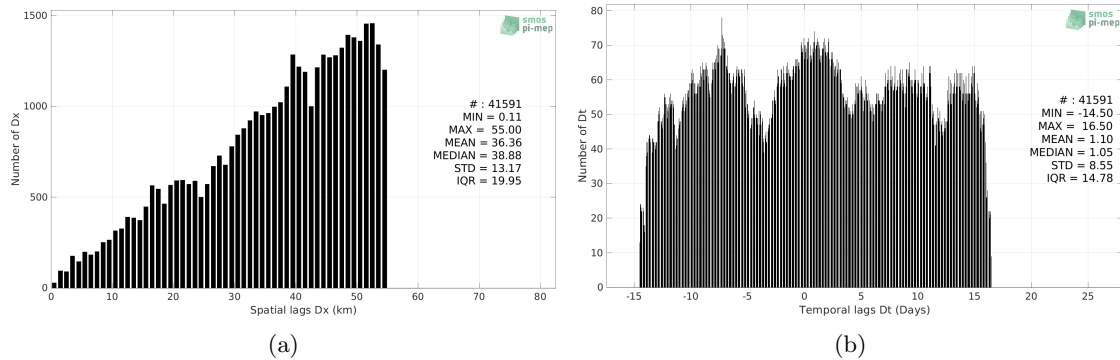 1500
1000
500
0
0 10 20 30 40 50 60 70 80
Number of Dx
Spatial lags Dx (km)
smos
pi-mep
# : 41591
MIN = 0.11
MAX = 55.00
MEAN = 36.36
MEDIAN = 38.88
STD = 13.17
IQR = 19.95
(a)
80
70
60
50
40
30
20
10
0
-15 -10 -5 0 5 10 15 20 25
Number of Dt
Temporal lags Dt (Days)
smos
pi-mep
# : 41591
MIN = -14.50
MAX = 16.50
MEAN = 1.10
MEDIAN = 1.05
STD = 8.55
IQR = 14.78
(b)